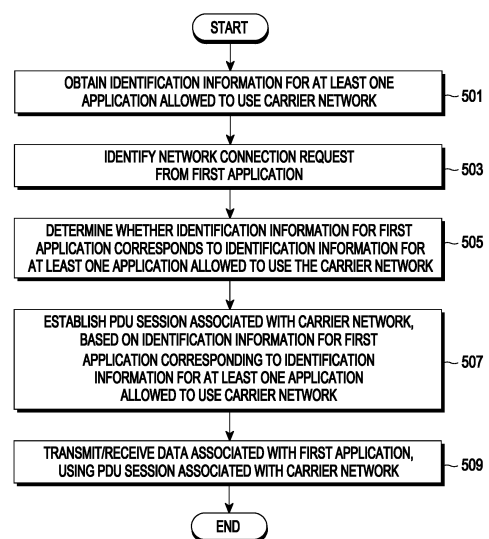 START
OBTAIN IDENTIFICATION INFORMATION FOR AT LEAST ONE
APPLICATION ALLOWED TO USE CARRIER NETWORK
501
IDENTIFY NETWORK CONNECTION REQUEST
FROM FIRST APPLICATION
503
DETERMINE WHETHER IDENTIFICATION INFORMATION FOR FIRST
APPLICATION CORRESPONDS TO IDENTIFICATION INFORMATION FOR
AT LEAST ONE APPLICATION ALLOWED TO USE THE CARRIER NETWORK
505
ESTABLISH PDU SESSION ASSOCIATED WITH CARRIER NETWORK,
BASED ON IDENTIFICATION INFORMATION FOR FIRST
APPLICATION CORRESPONDING TO IDENTIFICATION
INFORMATION FOR AT LEAST ONE APPLICATION
ALLOWED TO USE CARRIER NETWORK
507
TRANSMIT/RECEIVE DATA ASSOCIATED WITH FIRST APPLICATION,
USING PDU SESSION ASSOCIATED WITH CARRIER NETWORK
509
END